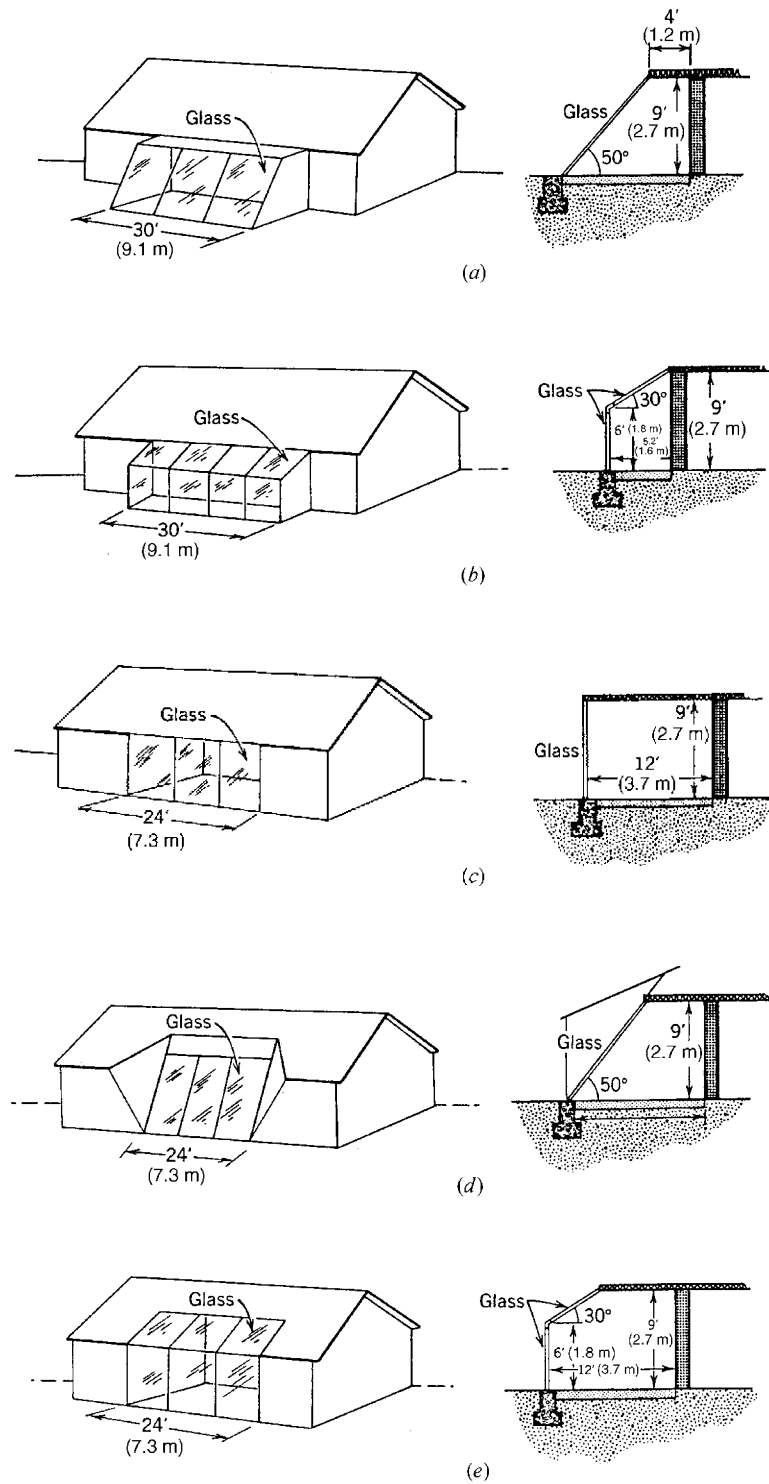 4′
(1.2 m)
Glass
Glass
9′
(2.7 m)
50°
30′
(9.1 m)
(a)
Glass
Glass
30°
9′
(2.7 m)
6′ (1.8 m)
5.2′
(1.6 m)
30′
(9.1 m)
(b)
Glass
Glass
9′
(2.7 m)
12′
(3.7 m)
24′
(7.3 m)
(c)
Glass
Glass
9′
(2.7 m)
50°
24′
(7.3 m)
(d)
Glass
Glass
30°
9′
(2.7 m)
6′ (1.8 m)
12′ (3.7 m)
24′
(7.3 m)
(e)